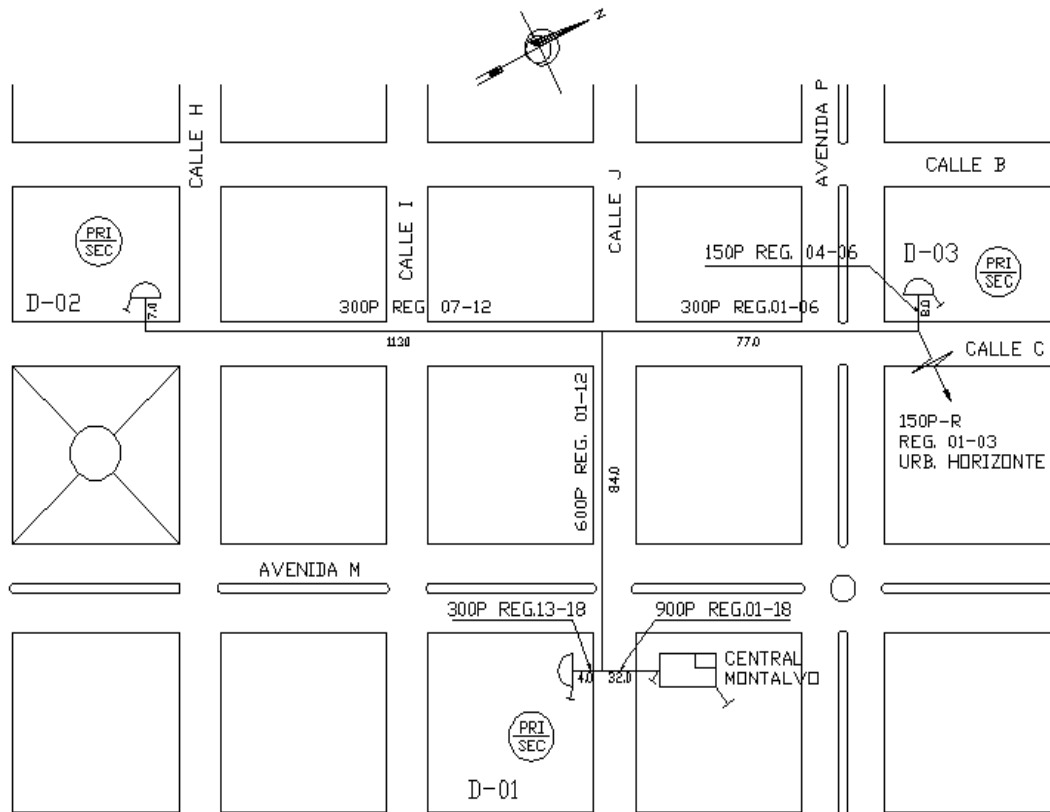 N
CALLE H
CALLE I
CALLE J
AVENIDA P
CALLE B
PRI
SEC
D-02
150P REG. 04-06
D-03
PRI
SEC
7.0
300P REG 07-12
300P REG.01-06
8.0
113.0
77.0
CALLE C
600P REG. 01-12
84.0
150P-R
REG. 01-03
URB. HORIZONTE
AVENIDA M
300P REG.13-18
900P REG.01-18
4.0
32.0
CENTRAL
MONTALVO
PRI
SEC
D-01